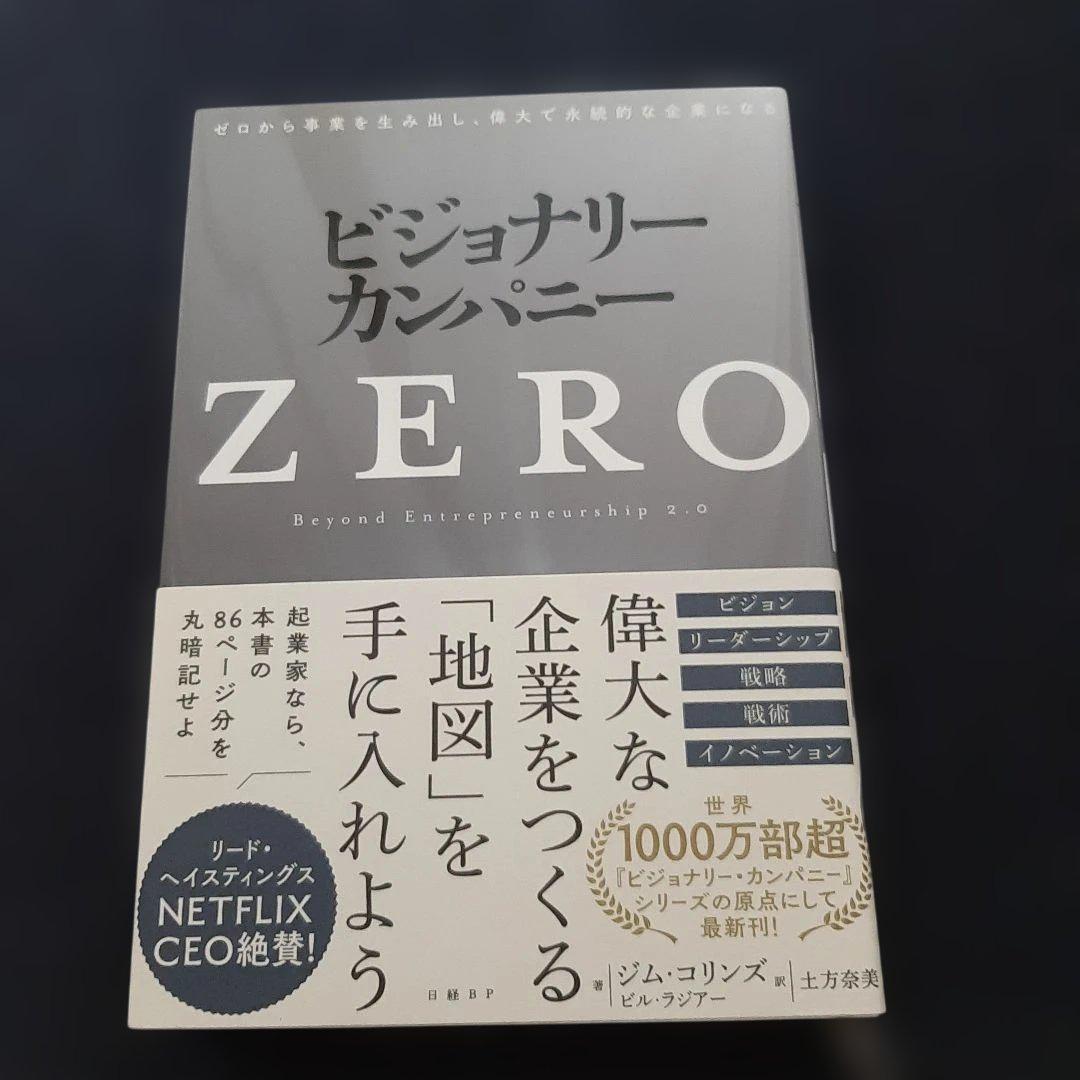 ゼロから事業を生み出し、偉大で永続的な企業になる
ビジョナリー
カンパニー
ZERO
Beyond Entrepreneurship 2.0
ビジョン
リーダーシップ
戦略
戦術
イノベーション
偉大な
企業をつくる
「地図」を
手に入れよう
起業家なら、
本書の
86ページ分を
丸暗記せよ
リード・
ヘイスティングス
NETFLIX
CEO絶賛!
世界
1000万部超
『ビジョナリー・カンパニー』
シリーズの原点にして
最新刊!
著 ジム・コリンズ
ビル・ラジアー
訳 土方奈美
日経BP